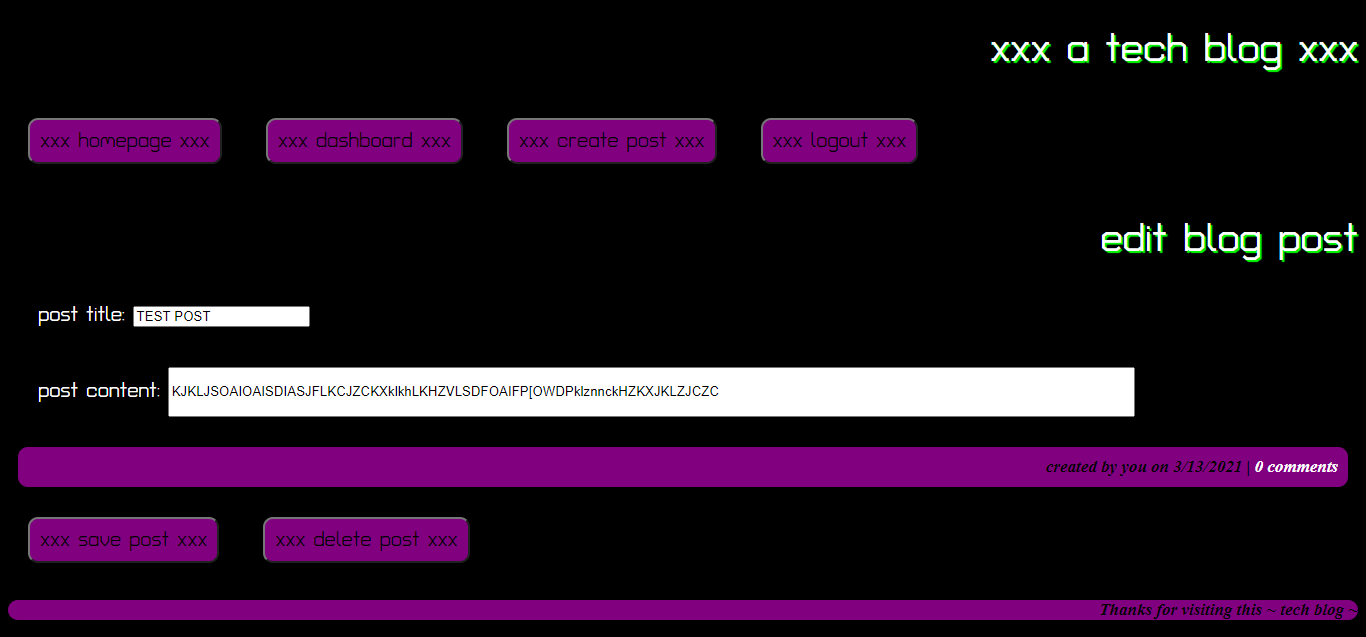 xxx a tech blog xxx
xxx homepage xxx xxx dashboard xxx xxx create post xxx xxx logout xxx
edit blog post
post title: TEST POST
post content: KJKLJSOAIOAISDIASJFLKCJZCKXklkhLKHZVLSDFOAIFP[OWDPklznnckHZKXJKLZJCZC
created by you on 3/13/2021 | 0 comments
xxx save post xxx xxx delete post xxx
Thanks for visiting this ~ tech blog ~